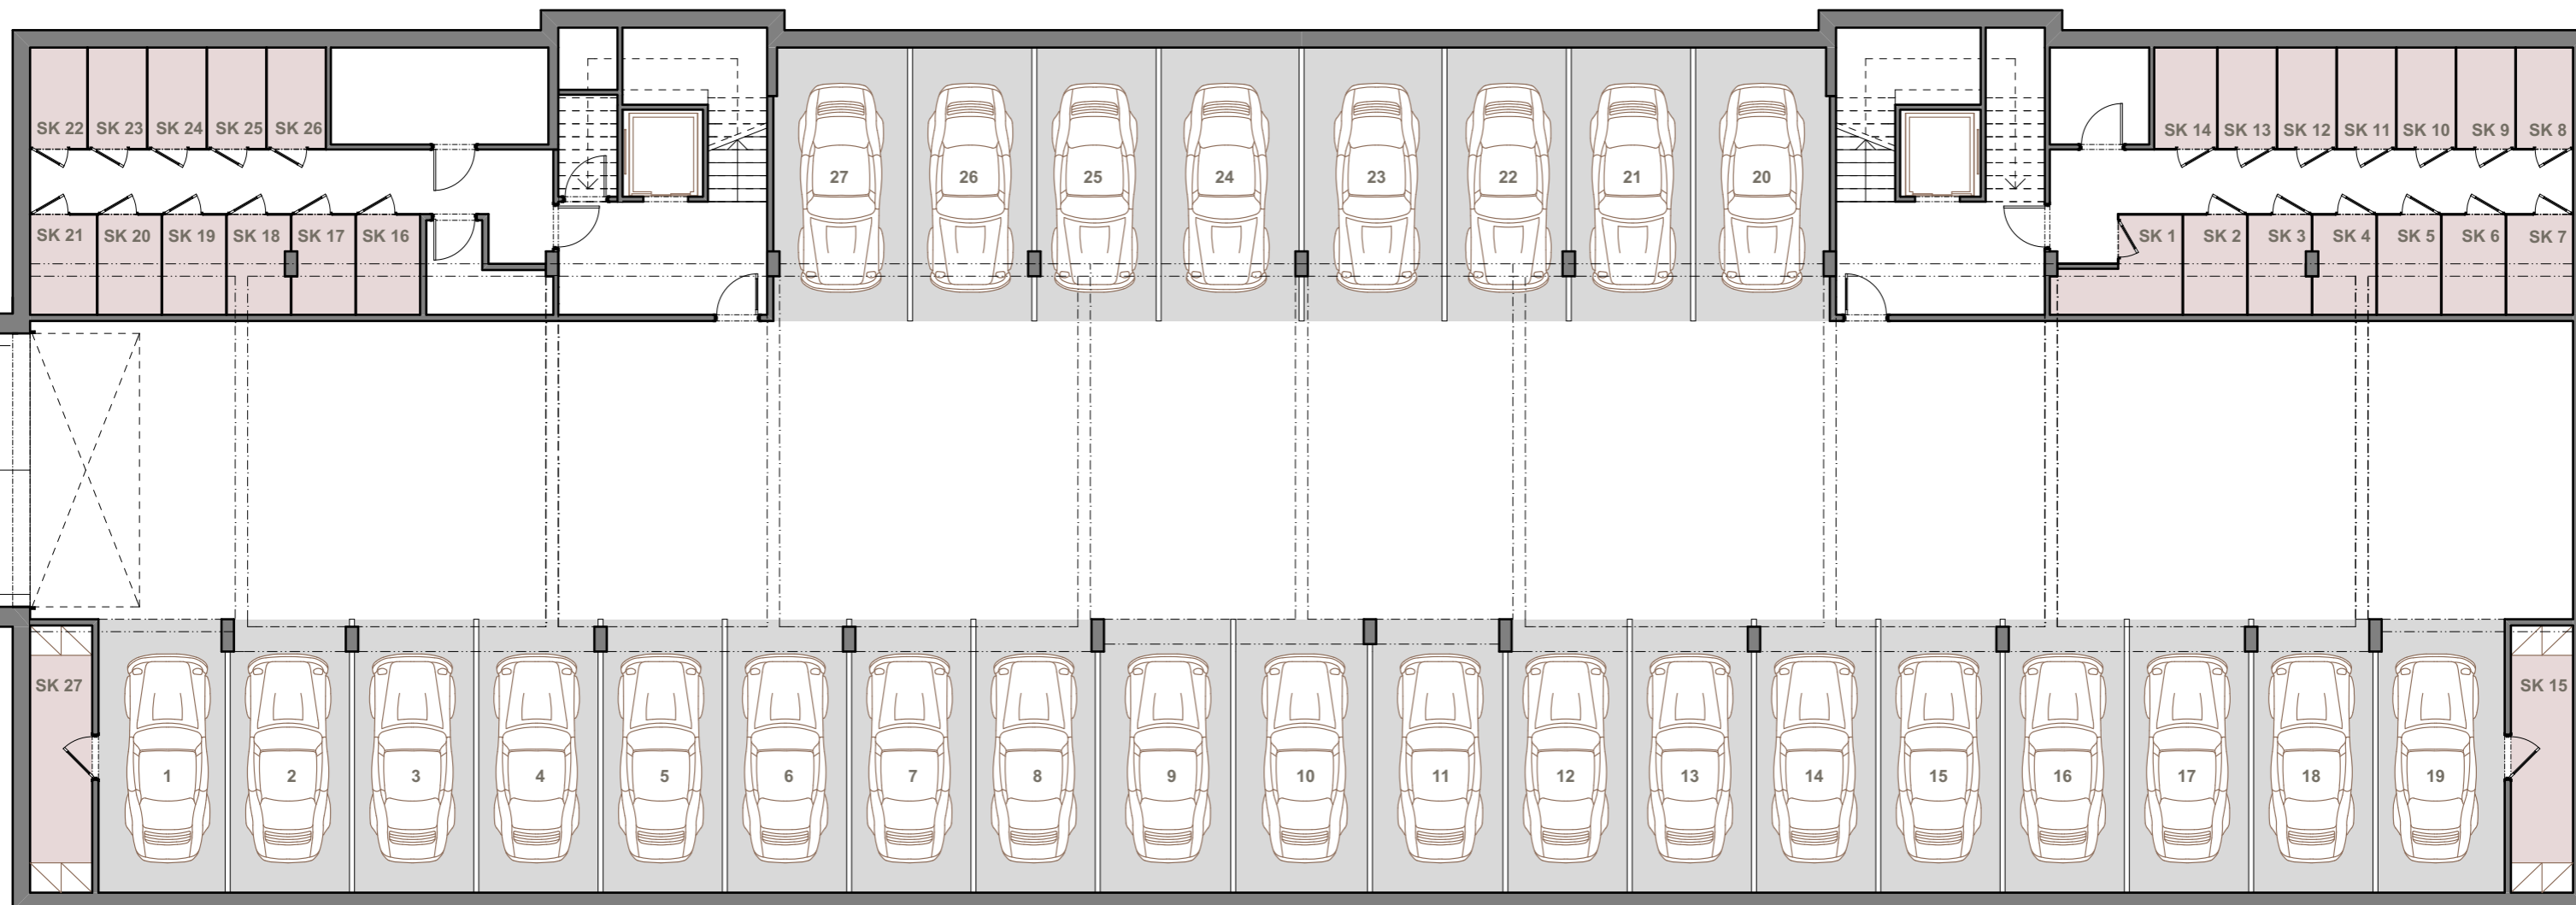 SK 22 SK 23 SK 24 SK 25 SK 26
SK 14 SK 13 SK 12 SK 11 SK 10 SK 9 SK 8
27 26 25 24 23 22 21 20
SK 21 SK 20 SK 19 SK 18 SK 17 SK 16
SK 1 SK 2 SK 3 SK 4 SK 5 SK 6 SK 7
SK 27
SK 15
1 2 3 4 5 6 7 8 9 10 11 12 13 14 15 16 17 18 19